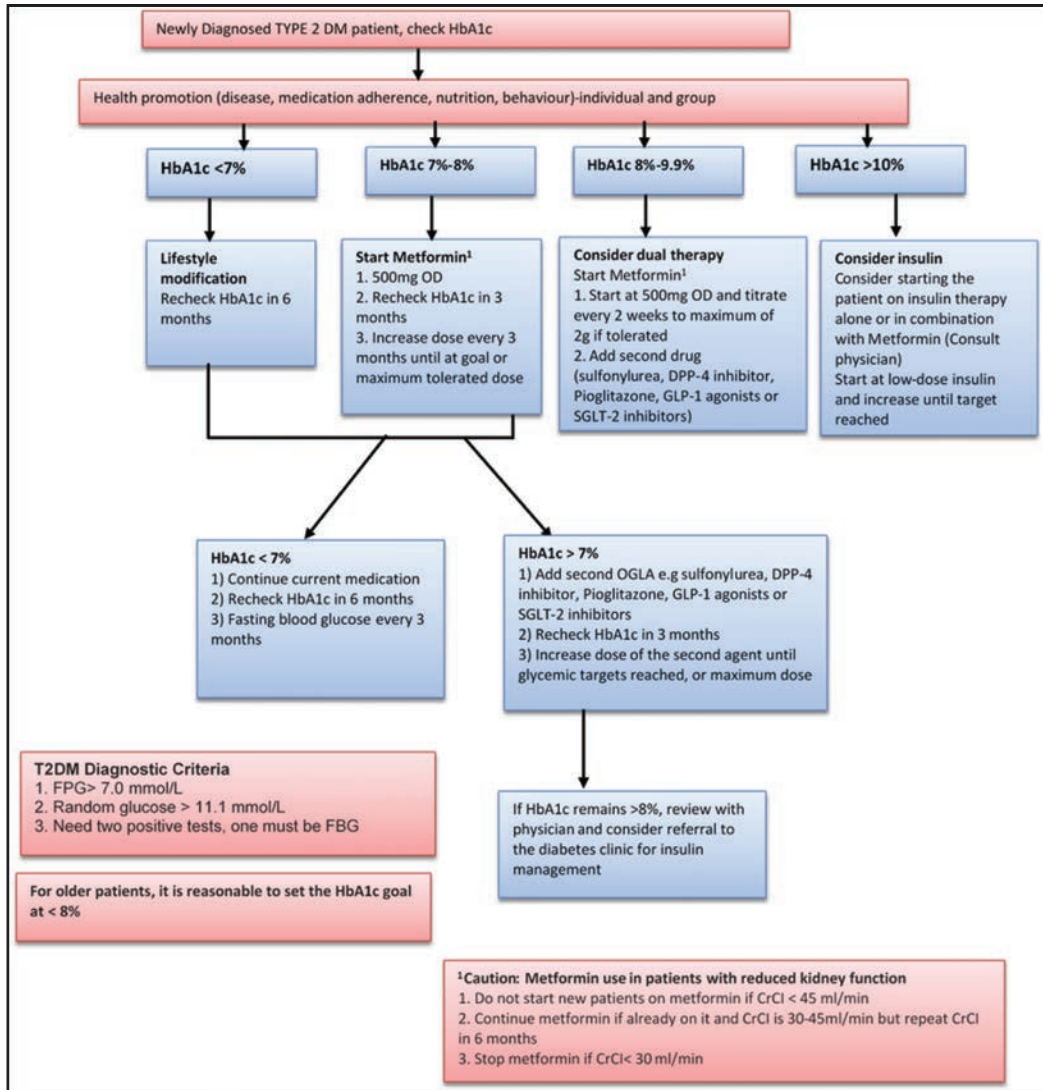 Newly Diagnosed TYPE 2 DM patient, check HbA1c
Health promotion (disease, medication adherence, nutrition, behaviour)-individual and group
HbA1c <7%
HbA1c 7%-8%
HbA1c 8%-9.9%
HbA1c >10%
Lifestyle
modification
Recheck HbA1c in 6
months
Start Metformin¹
1. 500mg OD
2. Recheck HbA1c in 3
months
3. Increase dose every 3
months until at goal or
maximum tolerated dose
Consider dual therapy
Start Metformin¹
1. Start at 500mg OD and titrate
every 2 weeks to maximum of
2g if tolerated
2. Add second drug
(sulfonylurea, DPP-4 inhibitor,
Pioglitazone, GLP-1 agonists or
SGLT-2 inhibitors)
Consider insulin
Consider starting the
patient on insulin therapy
alone or in combination
with Metformin (Consult
physician)
Start at low-dose insulin
and increase until target
reached
HbA1c < 7%
1) Continue current medication
2) Recheck HbA1c in 6 months
3) Fasting blood glucose every 3
months
HbA1c > 7%
1) Add second OGLA e.g sulfonylurea, DPP-4
inhibitor, Pioglitazone, GLP-1 agonists or
SGLT-2 inhibitors
2) Recheck HbA1c in 3 months
3) Increase dose of the second agent until
glycemic targets reached, or maximum dose
T2DM Diagnostic Criteria
1. FPG> 7.0 mmol/L
2. Random glucose > 11.1 mmol/L
3. Need two positive tests, one must be FBG
If HbA1c remains >8%, review with
physician and consider referral to
the diabetes clinic for insulin
management
For older patients, it is reasonable to set the HbA1c goal
at < 8%
¹Caution: Metformin use in patients with reduced kidney function
1. Do not start new patients on metformin if CrCl < 45 ml/min
2. Continue metformin if already on it and CrCl is 30-45ml/min but repeat CrCl
in 6 months
3. Stop metformin if CrCl< 30 ml/min